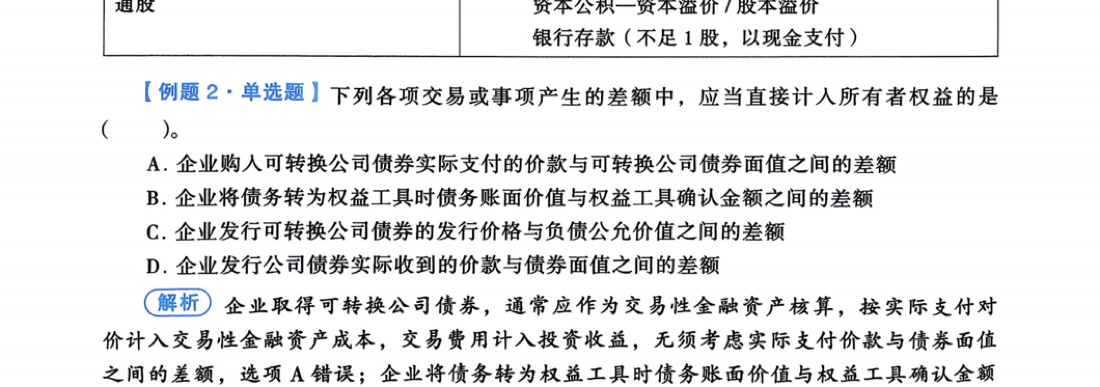 通股
资本公积—资本溢价/股本溢价
银行存款（不足1股，以现金支付）
【例题2·单选题】下列各项交易或事项产生的差额中，应当直接计入所有者权益的是
(　　)。
A. 企业购入可转换公司债券实际支付的价款与可转换公司债券面值之间的差额
B. 企业将债务转为权益工具时债务账面价值与权益工具确认金额之间的差额
C. 企业发行可转换公司债券的发行价格与负债公允价值之间的差额
D. 企业发行公司债券实际收到的价款与债券面值之间的差额
解析 企业取得可转换公司债券，通常应作为交易性金融资产核算，按实际支付对
价计入交易性金融资产成本，交易费用计入投资收益，无须考虑实际支付价款与债券面值
之间的差额，选项A错误；企业将债务转为权益工具时债务账面价值与权益工具确认金额